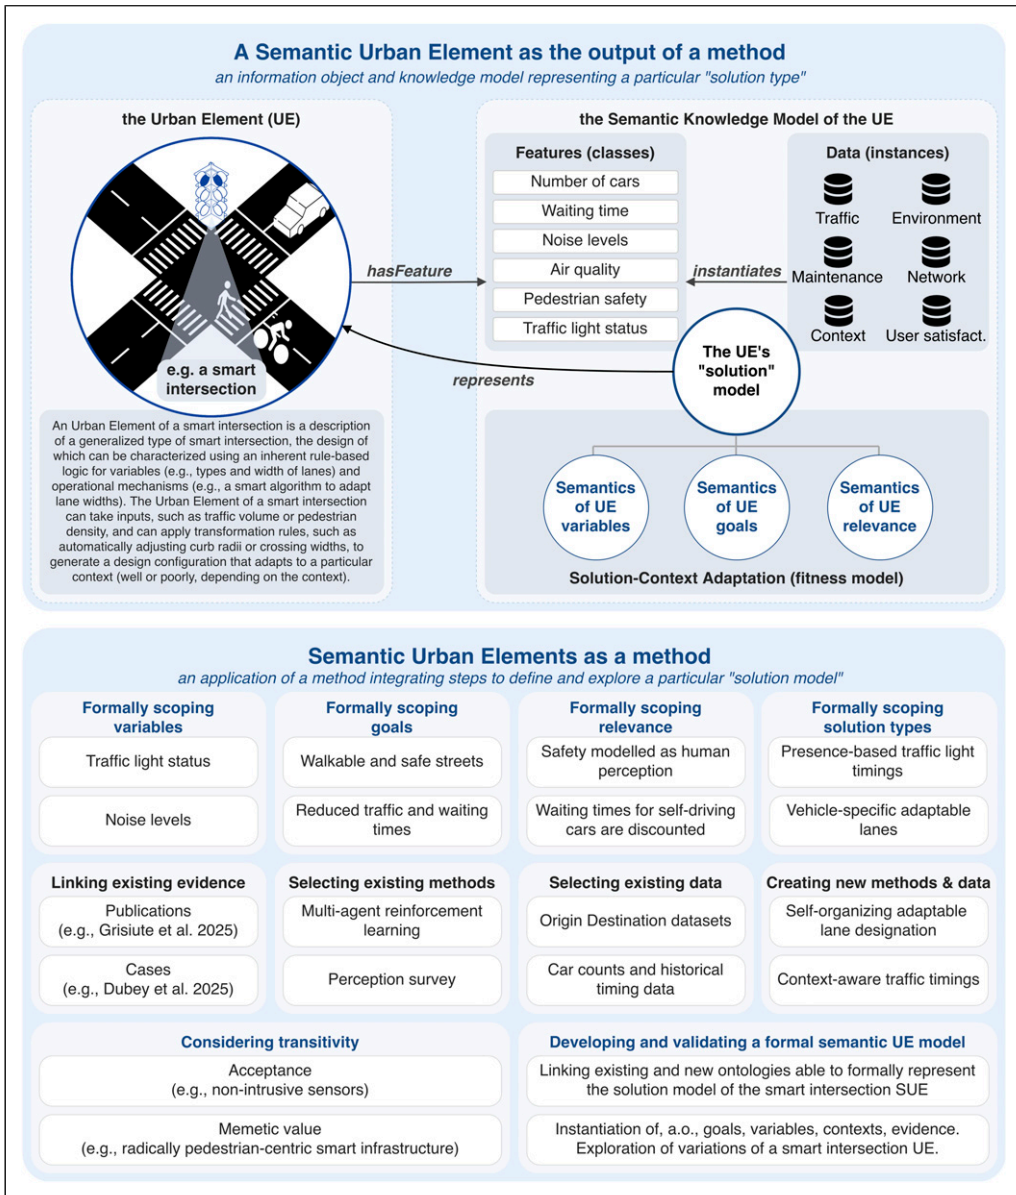 A Semantic Urban Element as the output of a method
an information object and knowledge model representing a particular "solution type"
the Urban Element (UE)
e.g. a smart
intersection
An Urban Element of a smart intersection is a description
of a generalized type of smart intersection, the design of
which can be characterized using an inherent rule-based
logic for variables (e.g., types and width of lanes) and
operational mechanisms (e.g., a smart algorithm to adapt
lane widths). The Urban Element of a smart intersection
can take inputs, such as traffic volume or pedestrian
density, and can apply transformation rules, such as
automatically adjusting curb radii or crossing widths, to
generate a design configuration that adapts to a particular
context (well or poorly, depending on the context).
hasFeature
represents
the Semantic Knowledge Model of the UE
Features (classes)
Number of cars
Waiting time
Noise levels
Air quality
Pedestrian safety
Traffic light status
instantiates
Data (instances)
Traffic
Environment
Maintenance
Network
Context
User satisfact.
The UE's
"solution"
model
Semantics
of UE
variables
Semantics
of UE
goals
Semantics
of UE
relevance
Solution-Context Adaptation (fitness model)
Semantic Urban Elements as a method
an application of a method integrating steps to define and explore a particular "solution model"
Formally scoping
variables
Traffic light status
Noise levels
Formally scoping
goals
Walkable and safe streets
Reduced traffic and waiting
times
Formally scoping
relevance
Safety modelled as human
perception
Waiting times for self-driving
cars are discounted
Formally scoping
solution types
Presence-based traffic light
timings
Vehicle-specific adaptable
lanes
Linking existing evidence
Publications
(e.g., Grisiute et al. 2025)
Cases
(e.g., Dubey et al. 2025)
Selecting existing methods
Multi-agent reinforcement
learning
Perception survey
Selecting existing data
Origin Destination datasets
Car counts and historical
timing data
Creating new methods & data
Self-organizing adaptable
lane designation
Context-aware traffic timings
Considering transitivity
Acceptance
(e.g., non-intrusive sensors)
Memetic value
(e.g., radically pedestrian-centric smart infrastructure)
Developing and validating a formal semantic UE model
Linking existing and new ontologies able to formally represent
the solution model of the smart intersection SUE
Instantiation of, a.o., goals, variables, contexts, evidence.
Exploration of variations of a smart intersection UE.